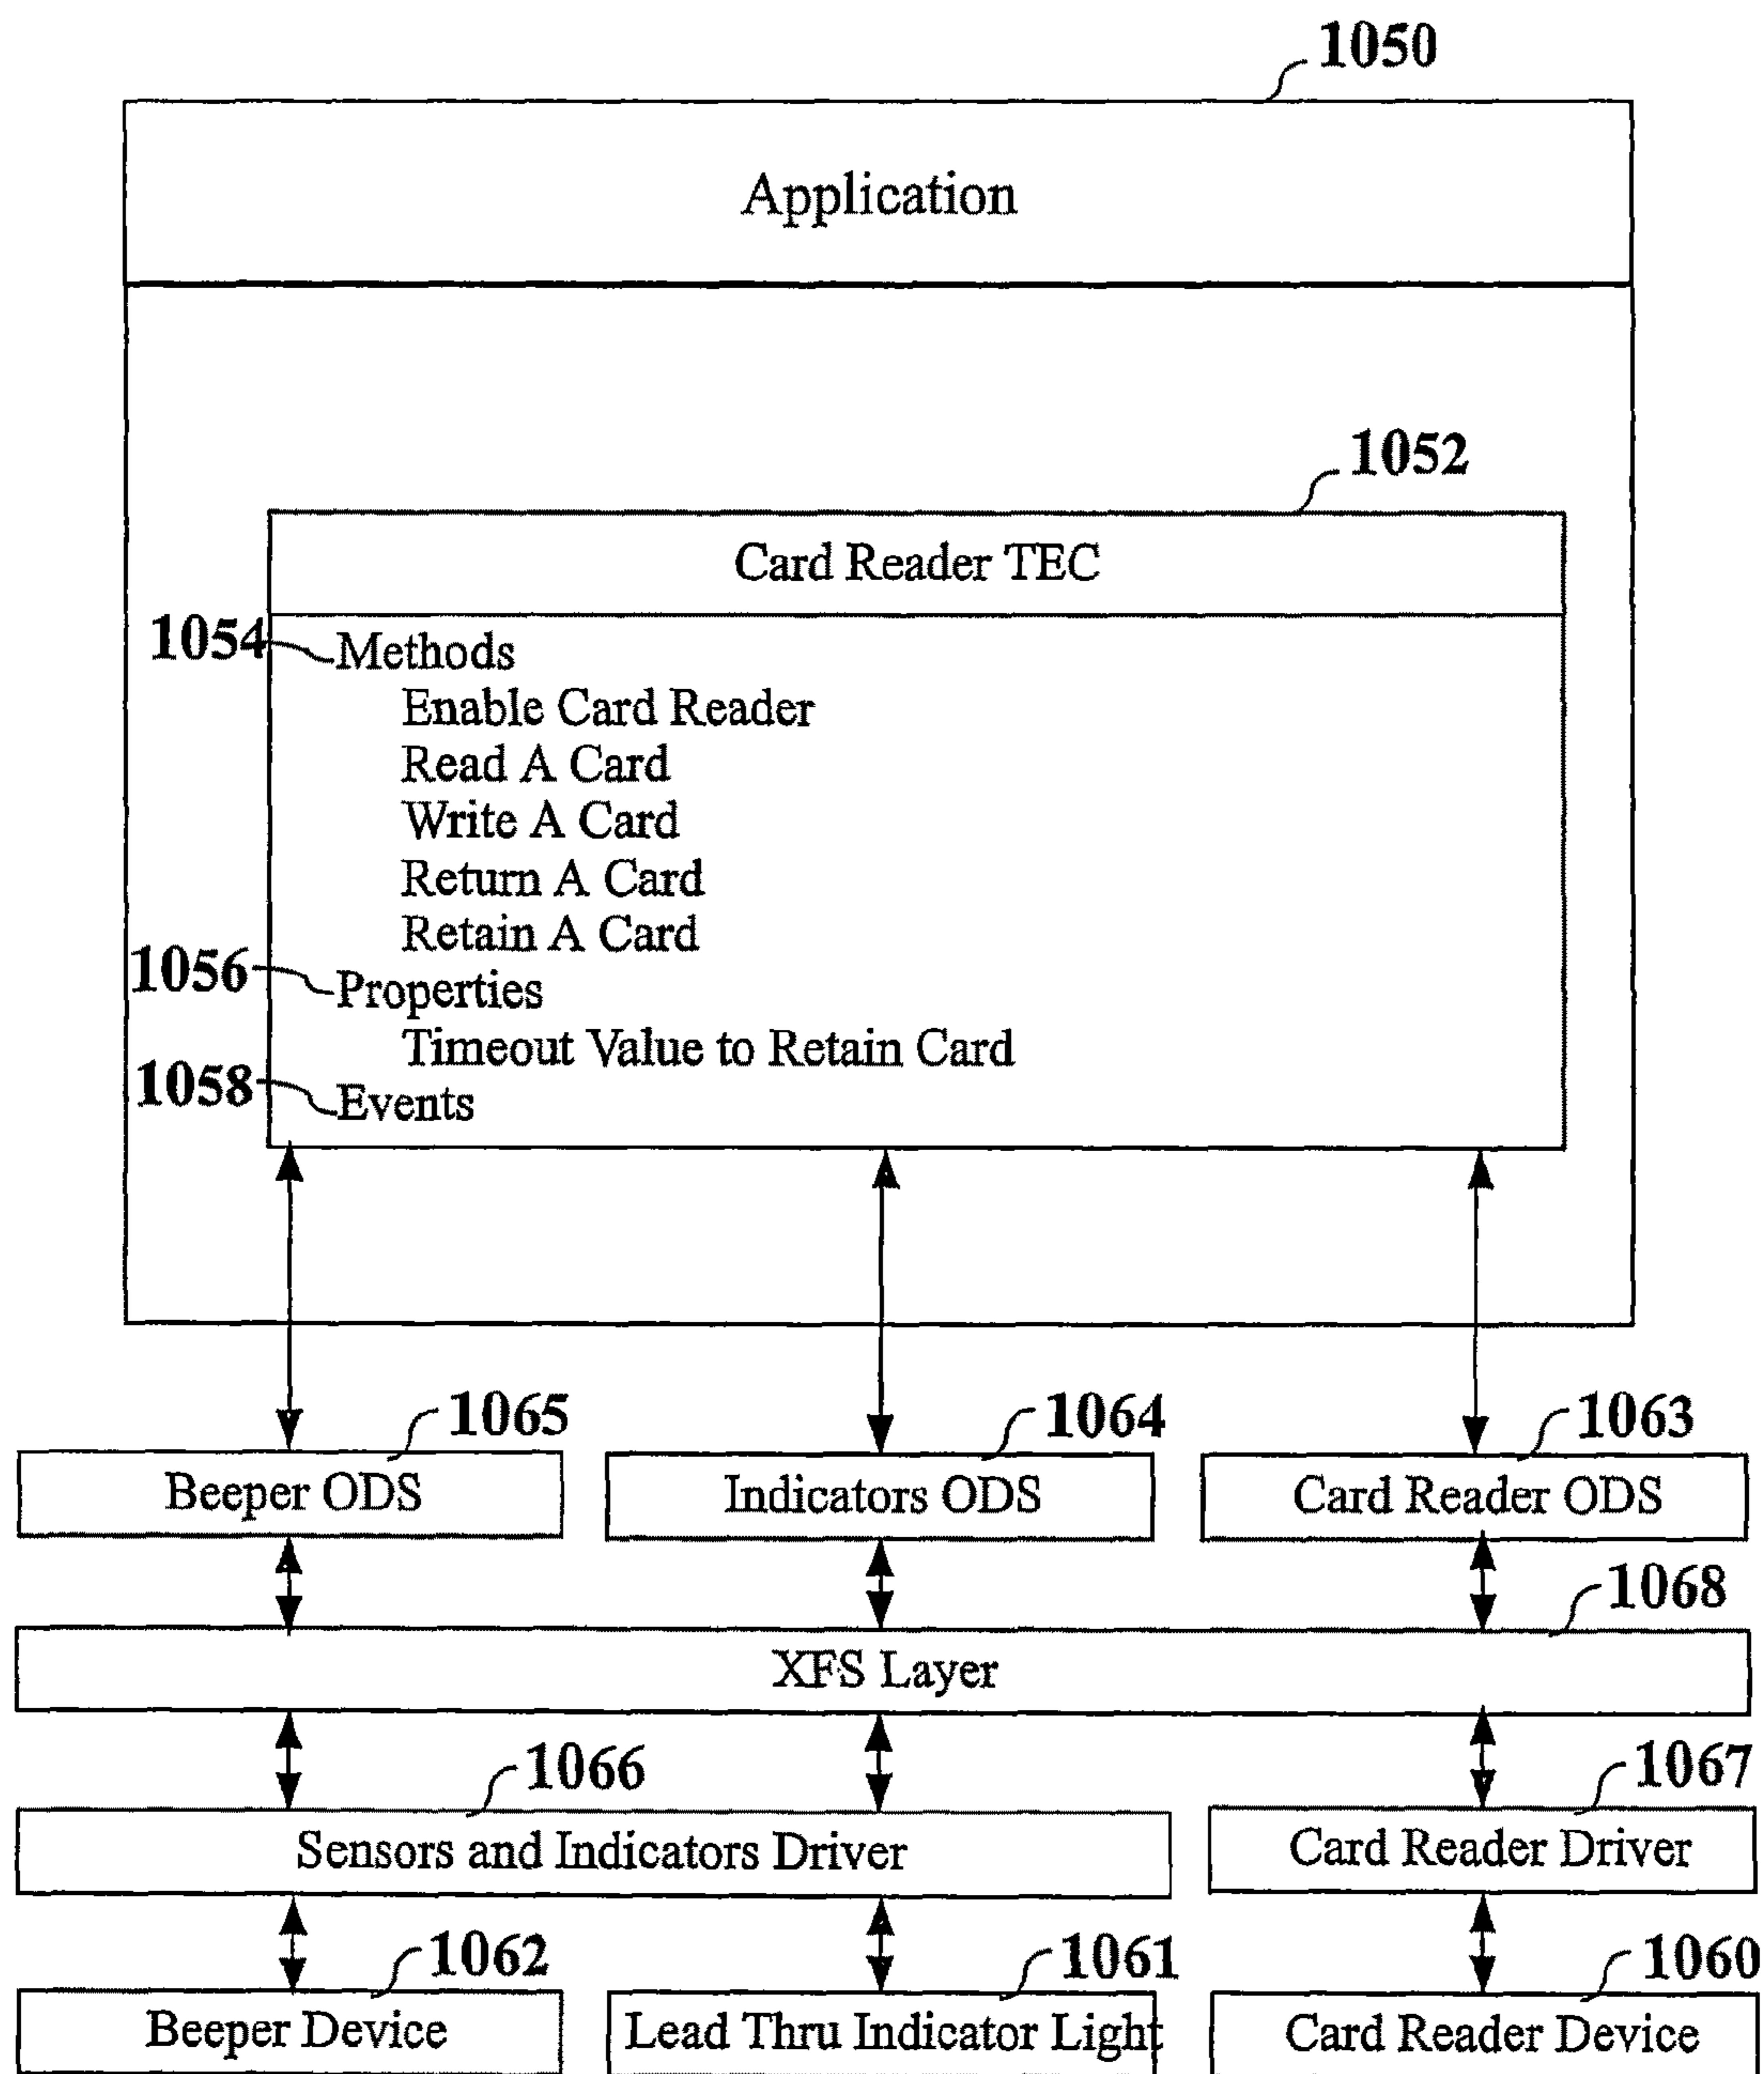 1050
Application
1052
Card Reader TEC
1054
Methods
Enable Card Reader
Read A Card
Write A Card
Return A Card
Retain A Card
1056
Properties
Timeout Value to Retain Card
1058
Events
1065 1064 1063
Beeper ODS Indicators ODS Card Reader ODS
1068
XFS Layer
1066 1067
Sensors and Indicators Driver Card Reader Driver
1062 1061 1060
Beeper Device Lead Thru Indicator Light Card Reader Device